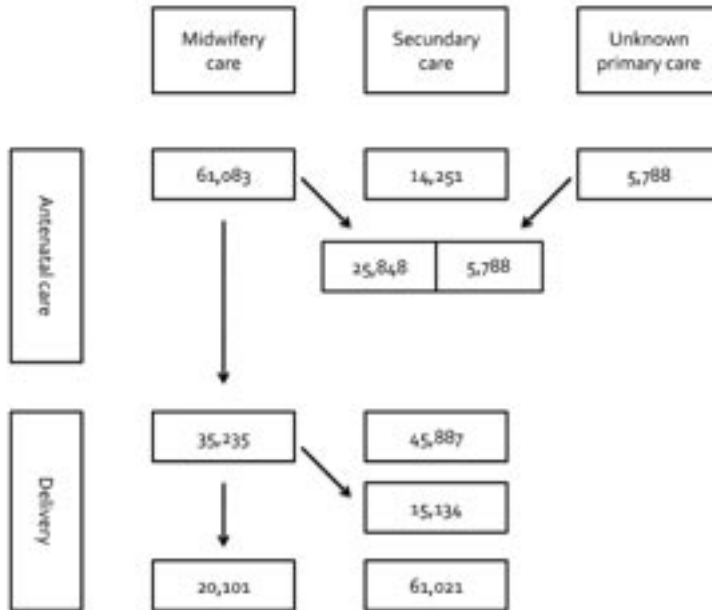 Midwifery
care
Secundary
care
Unknown
primary care
Antenatal care
61,083
14,251
5,788
25,848
5,788
Delivery
35,235
45,887
15,134
20,101
61,021